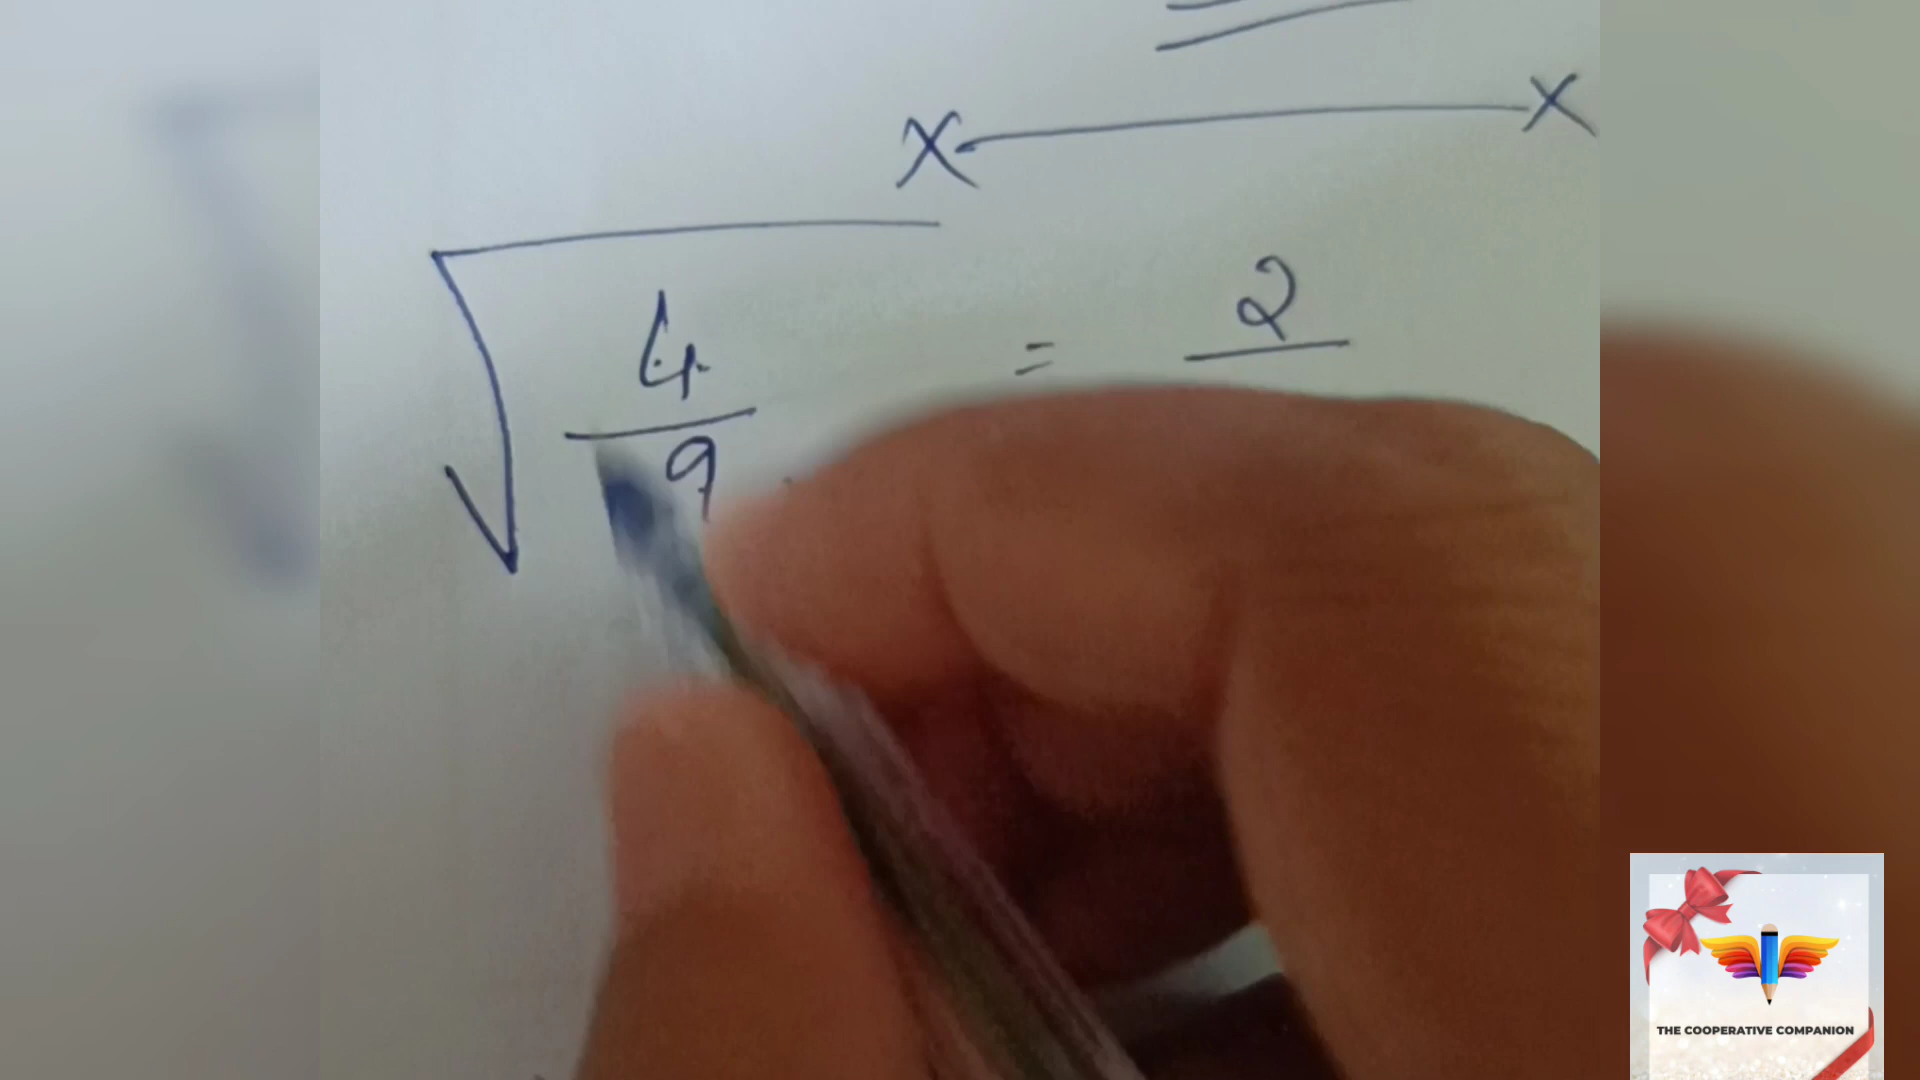 x x
√4/9 = 2
THE COOPERATIVE COMPANION